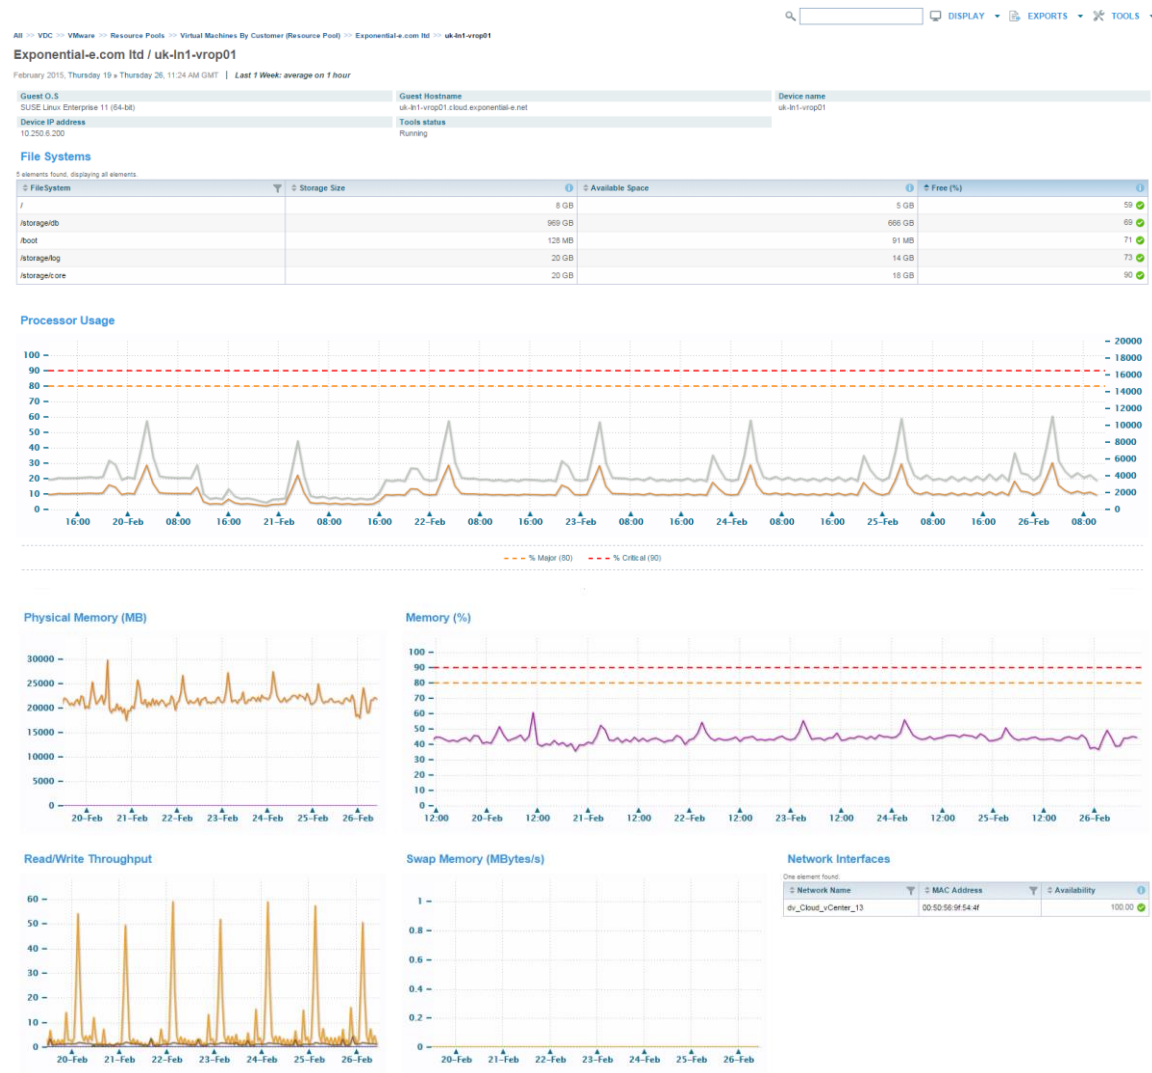 DISPLAY EXPORTS TOOLS
All >> VDC >> VMware >> Resource Pools >> Virtual Machines By Customer (Resource Pool) >> Exponential-e.com ltd >> uk-ln1-vrop01
Exponential-e.com ltd / uk-ln1-vrop01
February 2015, Thursday 19 » Thursday 26, 11:24 AM GMT | Last 1 Week: average on 1 hour
Guest O.S Guest Hostname Device name
SUSE Linux Enterprise 11 (64-bit) uk-ln1-vrop01.cloud.exponential-e.net uk-ln1-vrop01
Device IP address Tools status
10.250.6.200 Running
File Systems
5 elements found, displaying all elements.
FileSystem Storage Size Available Space Free (%)
/ 8 GB 5 GB 59
/storage/db 969 GB 666 GB 69
/boot 128 MB 91 MB 71
/storage/log 20 GB 14 GB 73
/storage/core 20 GB 18 GB 90
Processor Usage
100
90
80
70
60
50
40
30
20
10
0
20000
18000
16000
14000
12000
10000
8000
6000
4000
2000
0
16:00 20-Feb 08:00 16:00 21-Feb 08:00 16:00 22-Feb 08:00 16:00 23-Feb 08:00 16:00 24-Feb 08:00 16:00 25-Feb 08:00 16:00 26-Feb 08:00
% Major (80) % Critical (90)
Physical Memory (MB)
30000
25000
20000
15000
10000
5000
0
20-Feb 21-Feb 22-Feb 23-Feb 24-Feb 25-Feb 26-Feb
Memory (%)
100
90
80
70
60
50
40
30
20
10
0
12:00 20-Feb 12:00 21-Feb 12:00 22-Feb 12:00 23-Feb 12:00 24-Feb 12:00 25-Feb 12:00 26-Feb
Read/Write Throughput
60
50
40
30
20
10
0
20-Feb 21-Feb 22-Feb 23-Feb 24-Feb 25-Feb 26-Feb
Swap Memory (MBytes/s)
1
0.8
0.6
0.4
0.2
0
20-Feb 21-Feb 22-Feb 23-Feb 24-Feb 25-Feb 26-Feb
Network Interfaces
One element found.
Network Name MAC Address Availability
dv_Cloud_vCenter_13 00:50:56:9f:54:4f 100.00